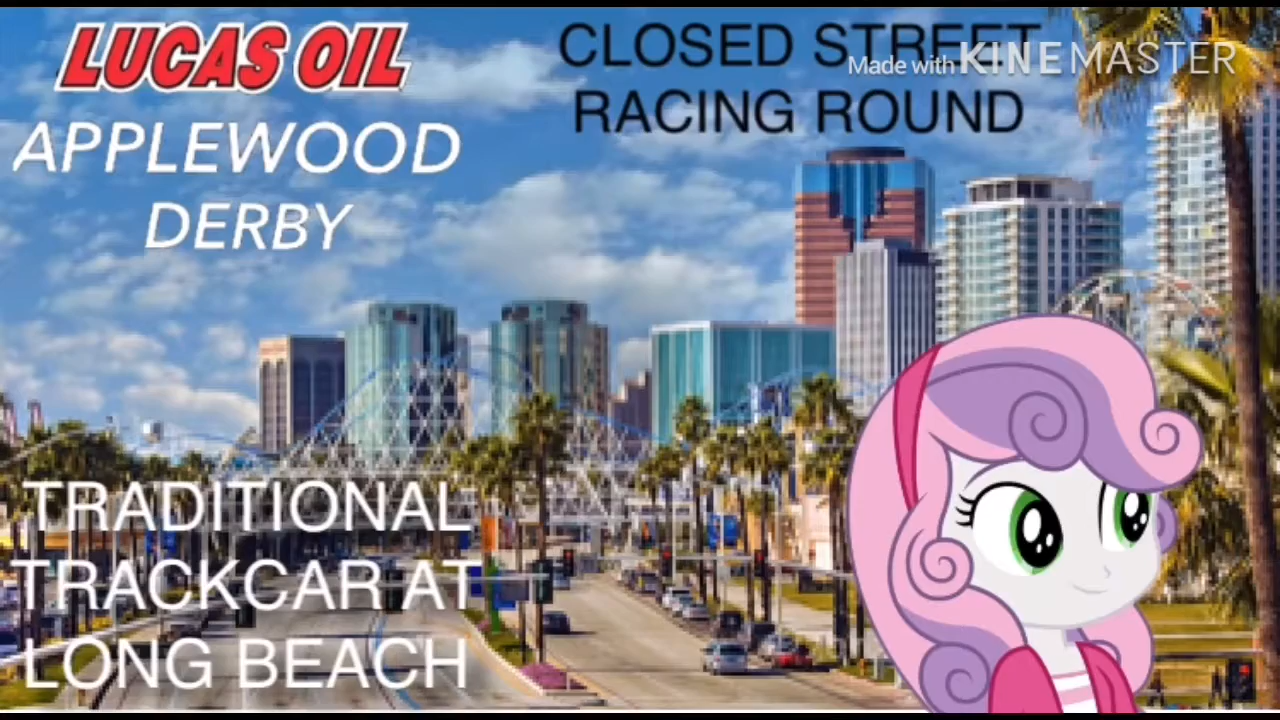 LUCAS OIL
APPLEWOOD
DERBY
CLOSED STREET
RACING ROUND
Made with KINEMASTER
TRADITIONAL
TRACKCAR AT
LONG BEACH